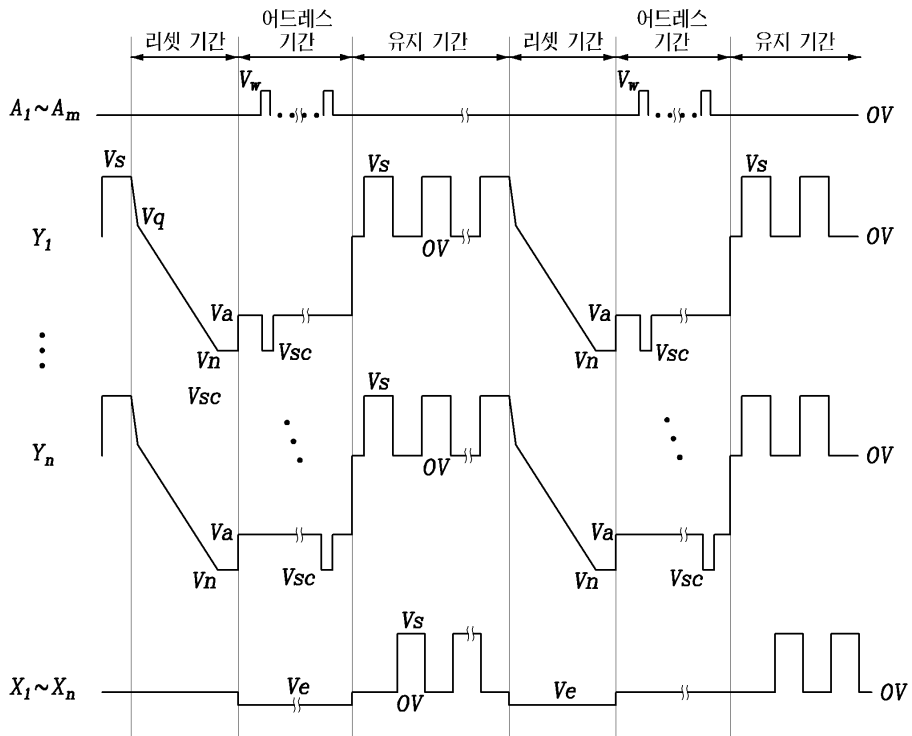 어드레스 어드레스
리셋 기간 기간 유지 기간 리셋 기간 기간 유지 기간
Vw Vw
A1~Am 0V
Vs Vs Vs
Vq
Y1 0V 0V
Va Va
Vn Vsc Vn Vsc
Vsc Vs
Yn 0V 0V
Va Va
Vn Vsc Vn Vsc
Vs
X1~Xn Ve 0V Ve 0V